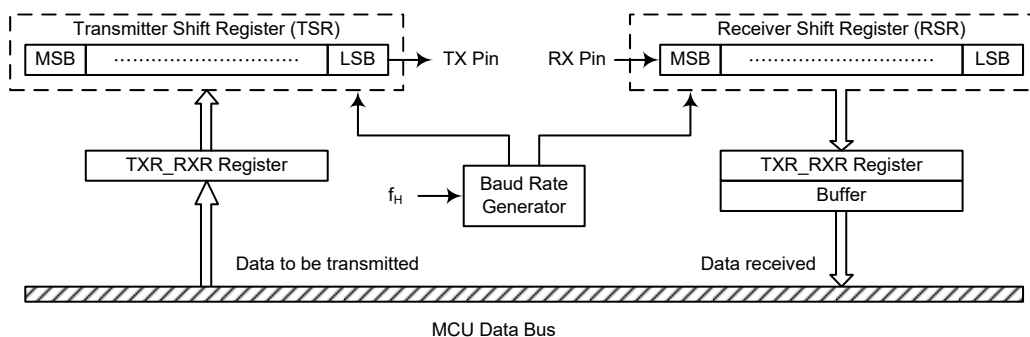 Transmitter Shift Register (TSR)
MSB ………………………… LSB
TX Pin
RX Pin
Receiver Shift Register (RSR)
MSB ………………………… LSB
TXR_RXR Register
fH
Baud Rate
Generator
TXR_RXR Register
Buffer
Data to be transmitted
Data received
MCU Data Bus